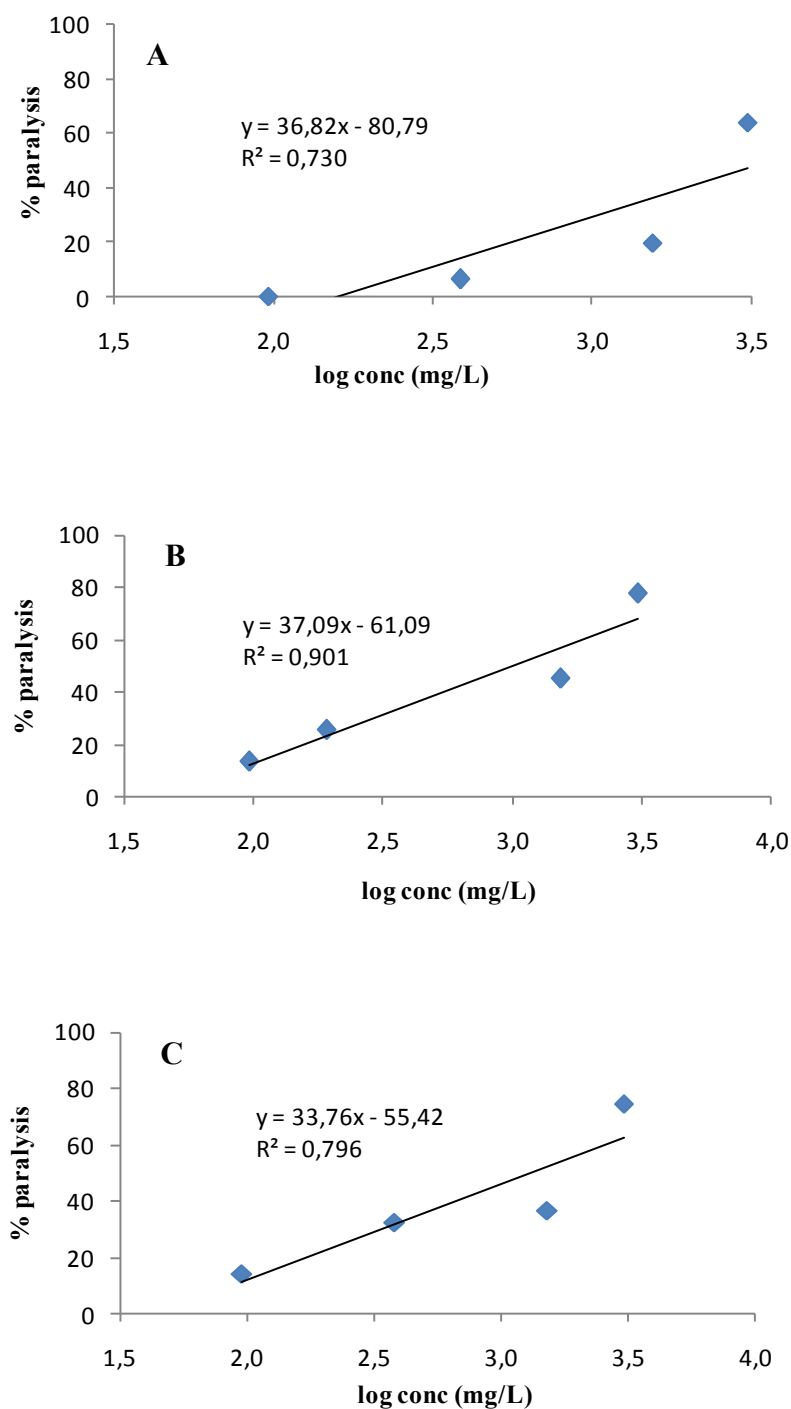 100
A
80
% paralysis
y = 36,82x - 80,79
R² = 0,730
60
40
20
0
1,5 2,0 2,5 3,0 3,5
log conc (mg/L)
100
B
80
% paralysis
y = 37,09x - 61,09
R² = 0,901
60
40
20
0
1,5 2,0 2,5 3,0 3,5 4,0
log conc (mg/L)
100
C
80
% paralysis
y = 33,76x - 55,42
R² = 0,796
60
40
20
0
1,5 2,0 2,5 3,0 3,5 4,0
log conc (mg/L)